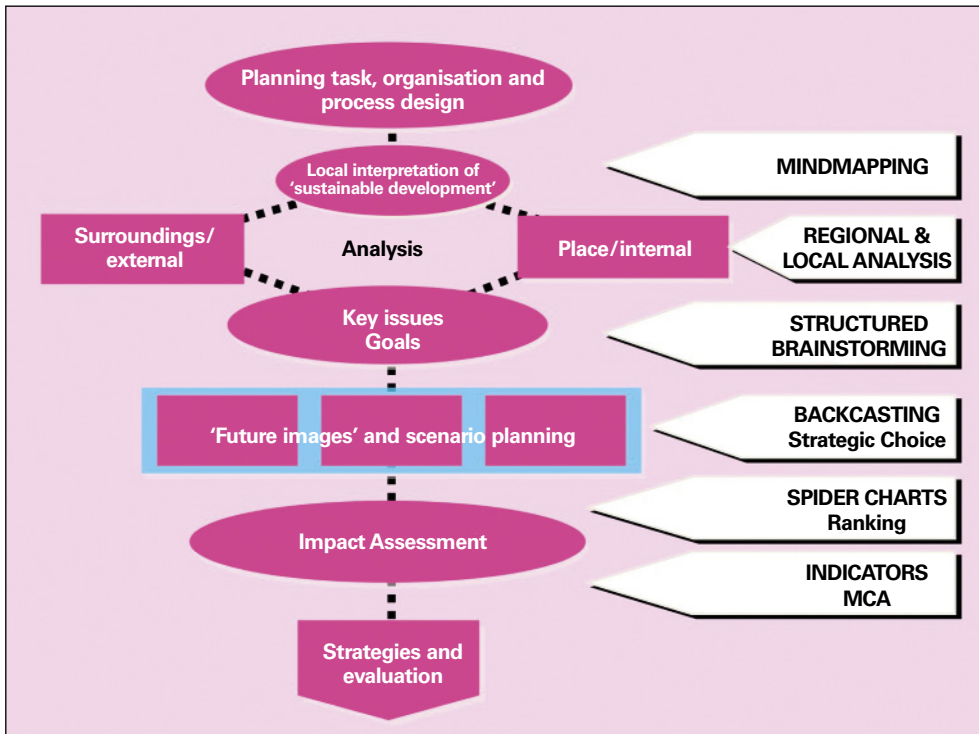 Planning task, organisation and
process design
Local interpretation of
‘sustainable development’
MINDMAPPING
Surroundings/
external
Analysis
Place/internal
REGIONAL &
LOCAL ANALYSIS
Key issues
Goals
STRUCTURED
BRAINSTORMING
‘Future images’ and scenario planning
BACKCASTING
Strategic Choice
SPIDER CHARTS
Ranking
Impact Assessment
INDICATORS
MCA
Strategies and
evaluation